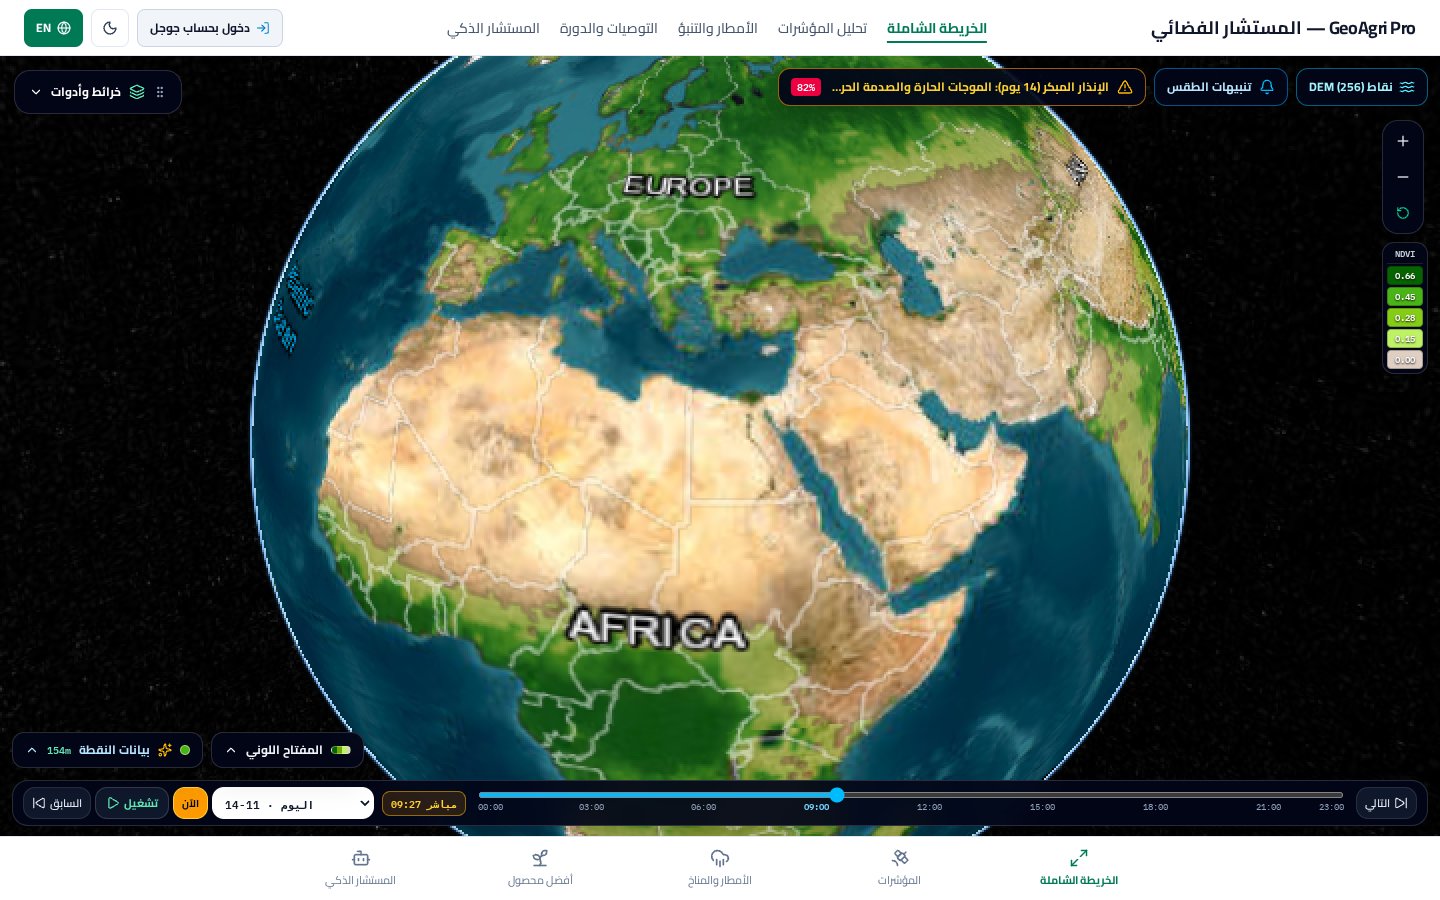 GeoAgri Pro — المستشار الفضائي
الخريطة الشاملة
تحليل المؤشرات
الأمطار والتنبؤ
التوصيات والدورة
المستشار الذكي
دخول بحساب جوجل
EN
نقاط DEM (256)
تنبيهات الطقس
الإنذار المبكر (14 يوم): الموجات الحارة والصدمة الحر...
82%
خرائط وأدوات
NDVI
0.66
0.45
0.28
0.15
0.00
EUROPE
AFRICA
المفتاح اللوني
بيانات النقطة 154m
التالي
00:00
03:00
06:00
09:00
12:00
15:00
18:00
21:00
23:00
مباشر 09:27
اليوم · 11-14
الآن
تشغيل
السابق
الخريطة الشاملة
المؤشرات
الأمطار والمناخ
أفضل محصول
المستشار الذكي